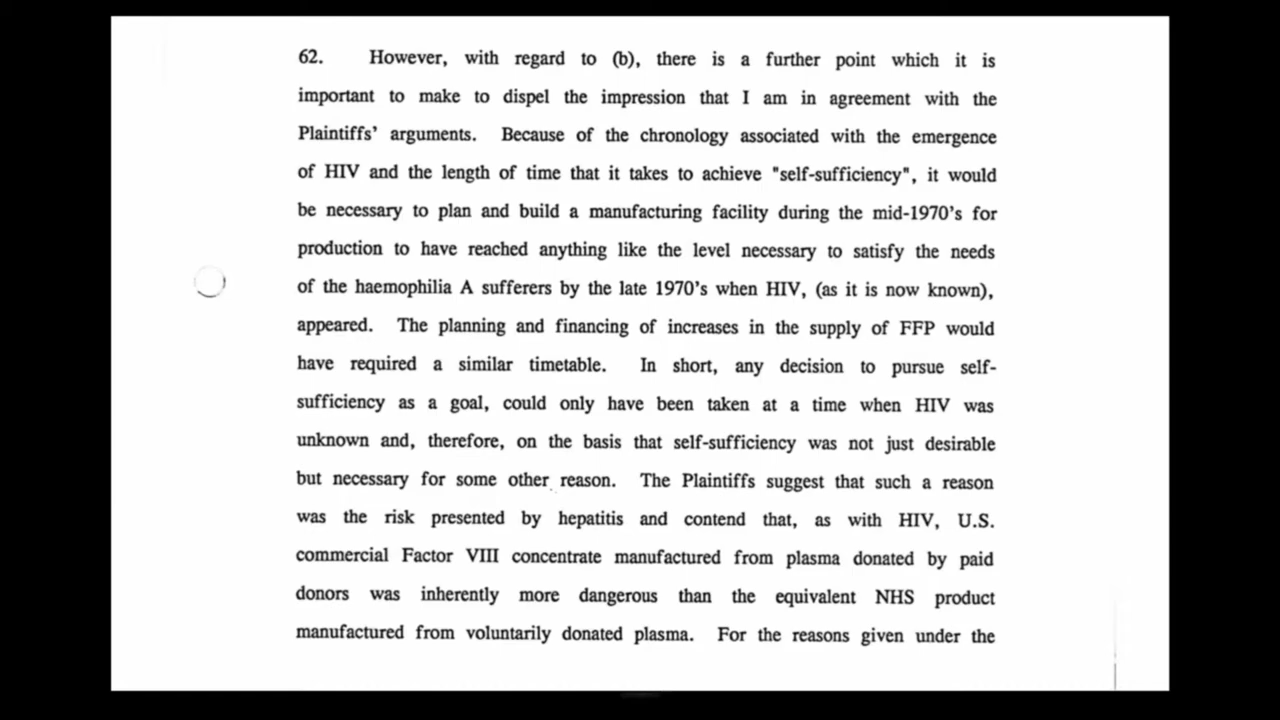 62. However, with regard to (b), there is a further point which it is
important to make to dispel the impression that I am in agreement with the
Plaintiffs' arguments. Because of the chronology associated with the emergence
of HIV and the length of time that it takes to achieve "self-sufficiency", it would
be necessary to plan and build a manufacturing facility during the mid-1970's for
production to have reached anything like the level necessary to satisfy the needs
of the haemophilia A sufferers by the late 1970's when HIV, (as it is now known),
appeared. The planning and financing of increases in the supply of FFP would
have required a similar timetable. In short, any decision to pursue self-
sufficiency as a goal, could only have been taken at a time when HIV was
unknown and, therefore, on the basis that self-sufficiency was not just desirable
but necessary for some other reason. The Plaintiffs suggest that such a reason
was the risk presented by hepatitis and contend that, as with HIV, U.S.
commercial Factor VIII concentrate manufactured from plasma donated by paid
donors was inherently more dangerous than the equivalent NHS product
manufactured from voluntarily donated plasma. For the reasons given under the